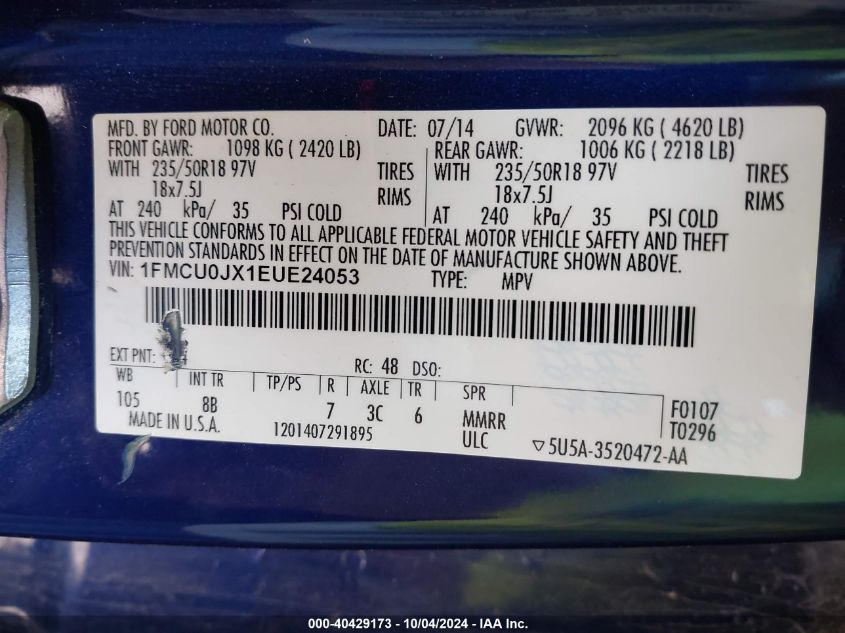 MFD. BY FORD MOTOR CO. DATE: 07/14 GVWR: 2096 KG ( 4620 LB)
FRONT GAWR: 1098 KG ( 2420 LB) REAR GAWR: 1006 KG ( 2218 LB)
WITH 235/50R18 97V TIRES WITH 235/50R18 97V TIRES
18x7.5J RIMS 18x7.5J RIMS
AT 240 kPa/ 35 PSI COLD AT 240 kPa/ 35 PSI COLD
THIS VEHICLE CONFORMS TO ALL APPLICABLE FEDERAL MOTOR VEHICLE SAFETY AND THEFT
PREVENTION STANDARDS IN EFFECT ON THE DATE OF MANUFACTURE SHOWN ABOVE.
VIN: 1FMCU0JX1EUE24053 TYPE: MPV
EXT PNT: RC: 48 DSO:
WB INT TR TP/PS R AXLE TR SPR
105 8B 7 3C 6 MMRR F0107
MADE IN U.S.A. 1201407291895 ULC ▽5U5A-3520472-AA T0296
000-40429173 - 10/04/2024 - IAA Inc.